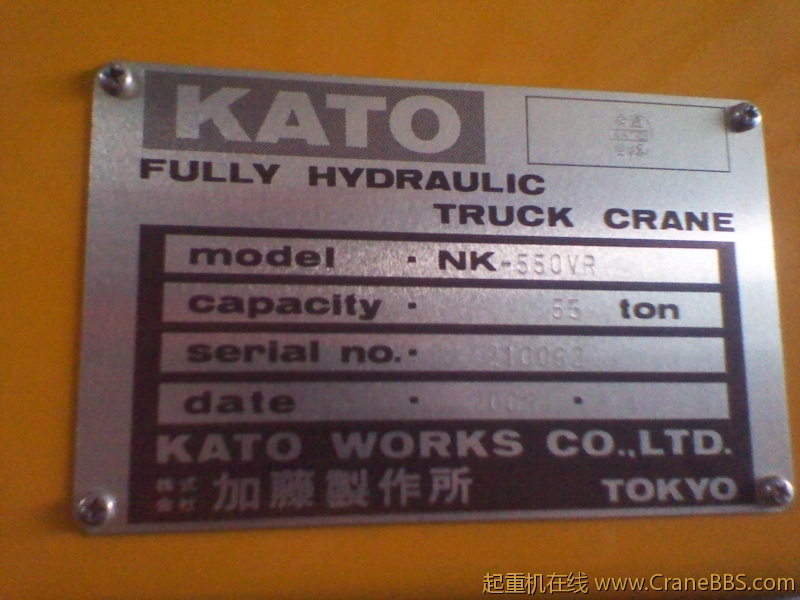 KATO
FULLY HYDRAULIC
TRUCK CRANE
model · NK-550VR
capacity · 55 ton
serial no. ·
date · ·
KATO WORKS CO.,LTD.
株式会社 加藤製作所 TOKYO
起重机在线 www.CraneBBS.com